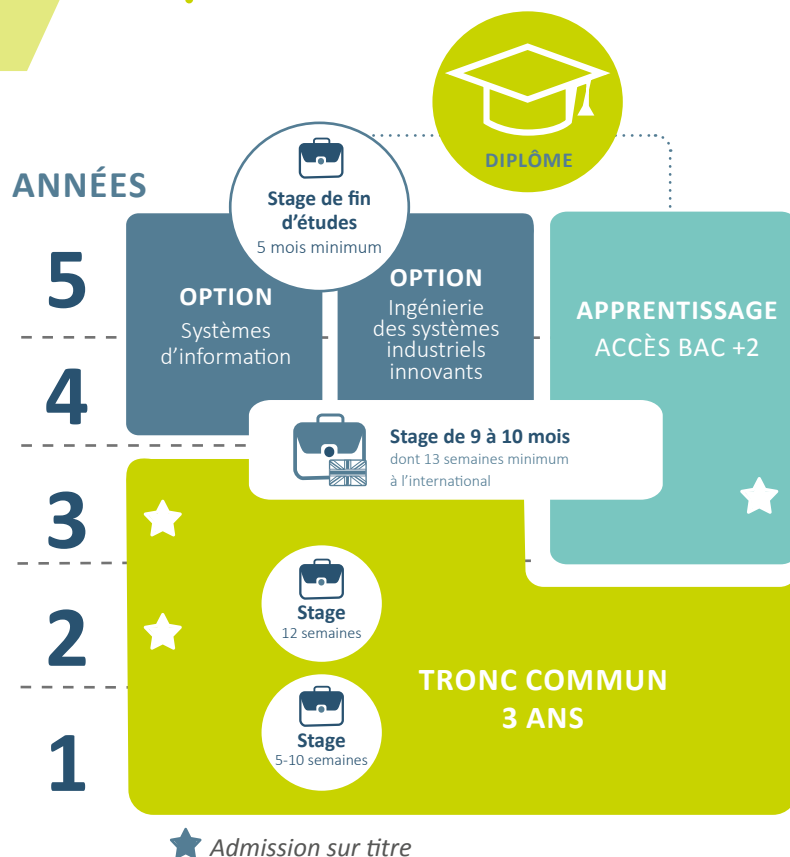 DIPLÔME
ANNÉES
Stage de fin
d’études
5 mois minimum
5
OPTION
Systèmes
d’information
OPTION
Ingénierie
des systèmes
industriels
innovants
APPRENTISSAGE
ACCÈS BAC +2
4
Stage de 9 à 10 mois
dont 13 semaines minimum
à l’international
3
Stage
12 semaines
2
TRONC COMMUN
3 ANS
Stage
5-10 semaines
1
Admission sur titre